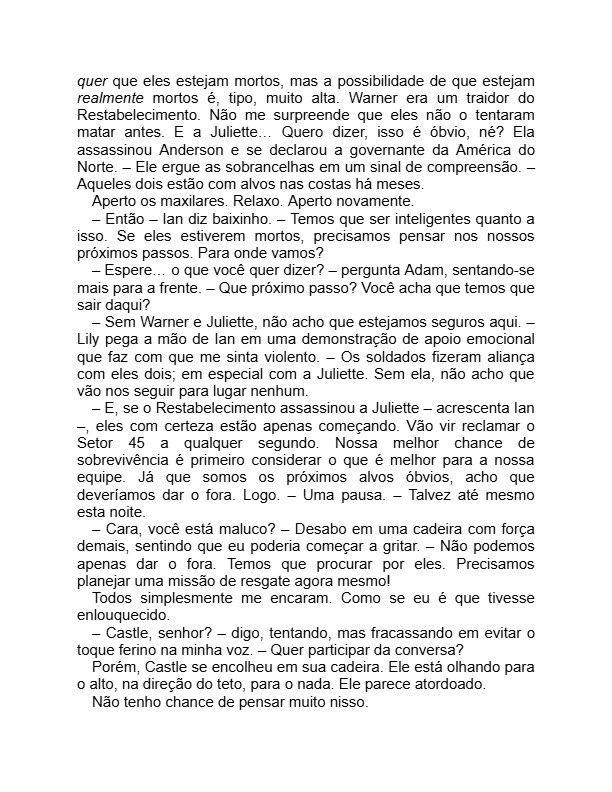 quer que eles estejam mortos, mas a possibilidade de que estejam
realmente mortos é, tipo, muito alta. Warner era um traidor do
Restabelecimento. Não me surpreende que eles não o tentaram
matar antes. E a Juliette… Quero dizer, isso é óbvio, né? Ela
assassinou Anderson e se declarou a governante da América do
Norte. – Ele ergue as sobrancelhas em um sinal de compreensão. –
Aqueles dois estão com alvos nas costas há meses.
Aperto os maxilares. Relaxo. Aperto novamente.
– Então – Ian diz baixinho. – Temos que ser inteligentes quanto a
isso. Se eles estiverem mortos, precisamos pensar nos nossos
próximos passos. Para onde vamos?
– Espere… o que você quer dizer? – pergunta Adam, sentando-se
mais para a frente. – Que próximo passo? Você acha que temos que
sair daqui?
– Sem Warner e Juliette, não acho que estejamos seguros aqui. –
Lily pega a mão de Ian em uma demonstração de apoio emocional
que faz com que me sinta violento. – Os soldados fizeram aliança
com eles dois; em especial com a Juliette. Sem ela, não acho que
vão nos seguir para lugar nenhum.
– E, se o Restabelecimento assassinou a Juliette – acrescenta Ian
–, eles com certeza estão apenas começando. Vão vir reclamar o
Setor 45 a qualquer segundo. Nossa melhor chance de
sobrevivência é primeiro considerar o que é melhor para a nossa
equipe. Já que somos os próximos alvos óbvios, acho que
deveríamos dar o fora. Logo. – Uma pausa. – Talvez até mesmo
esta noite.
– Cara, você está maluco? – Desabo em uma cadeira com força
demais, sentindo que eu poderia começar a gritar. – Não podemos
apenas dar o fora. Temos que procurar por eles. Precisamos
planejar uma missão de resgate agora mesmo!
Todos simplesmente me encaram. Como se eu é que tivesse
enlouquecido.
– Castle, senhor? – digo, tentando, mas fracassando em evitar o
toque ferino na minha voz. – Quer participar da conversa?
Porém, Castle se encolheu em sua cadeira. Ele está olhando para
o alto, na direção do teto, para o nada. Ele parece atordoado.
Não tenho chance de pensar muito nisso.